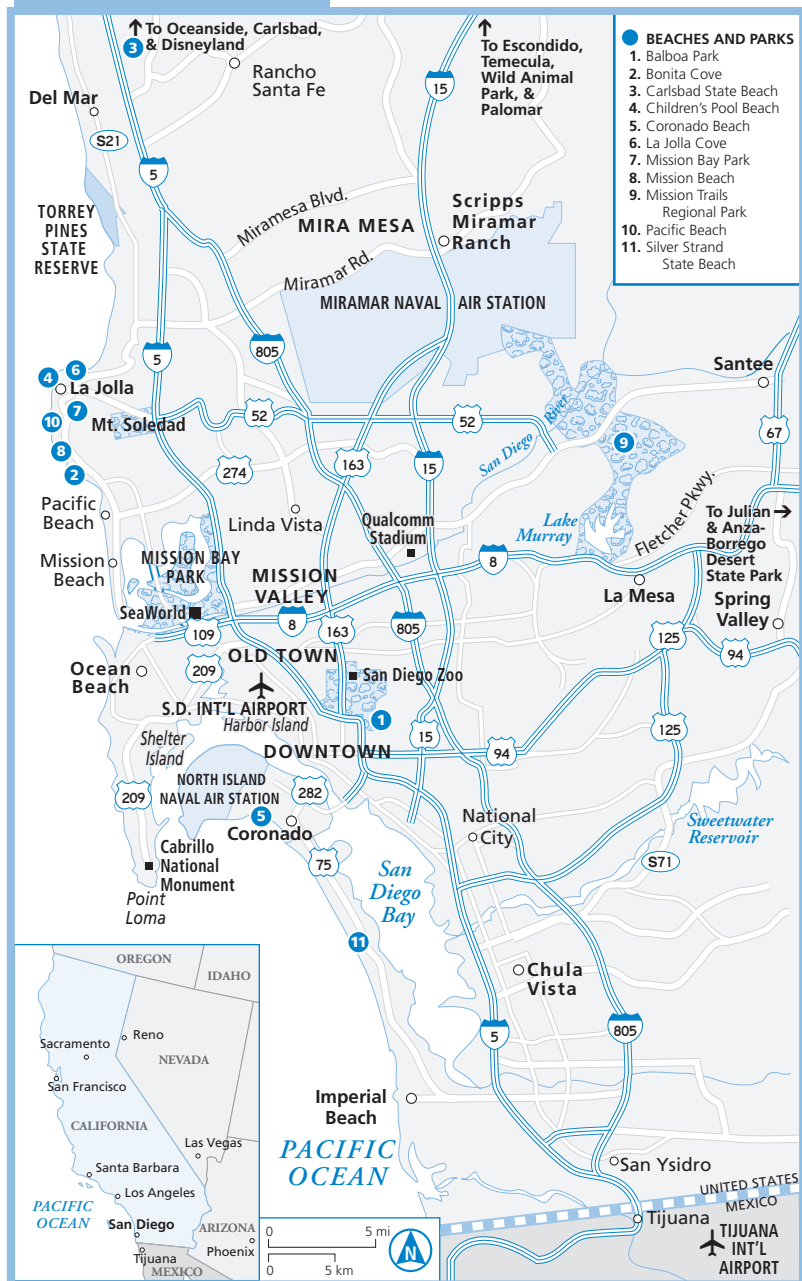 To Oceanside, Carlsbad,
& Disneyland
3
To Escondido,
Temecula,
Wild Animal
Park, &
Palomar
BEACHES AND PARKS
1. Balboa Park
2. Bonita Cove
3. Carlsbad State Beach
4. Children's Pool Beach
5. Coronado Beach
6. La Jolla Cove
7. Mission Bay Park
8. Mission Beach
9. Mission Trails
Regional Park
10. Pacific Beach
11. Silver Strand
State Beach
Rancho
Santa Fe
15
Del Mar
S21
5
TORREY
PINES
STATE
RESERVE
Miramesa Blvd.
MIRA MESA
Scripps
Miramar
Ranch
Miramar Rd.
MIRAMAR NAVAL AIR STATION
5
805
4
6
La Jolla
7
10
Mt. Soledad
8
2
52
52
274
163
15
San Diego
River
9
Santee
67
Pacific
Beach
Linda Vista
Qualcomm
Stadium
Lake
Murray
Fletcher Pkwy.
To Julian
& Anza-
Borrego
Desert
State Park
Mission
Beach
MISSION BAY
PARK
MISSION
VALLEY
8
La Mesa
Spring
Valley
SeaWorld
109
8
163
805
125
94
Ocean
Beach
209
OLD TOWN
San Diego Zoo
S.D. INT'L AIRPORT
Harbor Island
1
15
125
Shelter
Island
DOWNTOWN
94
NORTH ISLAND
NAVAL AIR STATION
209
282
5
Coronado
National
City
Sweetwater
Reservoir
Cabrillo
National
Monument
75
S71
Point
Loma
San
Diego
Bay
11
Chula
Vista
5
805
Imperial
Beach
PACIFIC
OCEAN
San Ysidro
UNITED STATES
MEXICO
Tijuana
TIJUANA
INT'L
AIRPORT
OREGON
IDAHO
Reno
Sacramento
NEVADA
San Francisco
CALIFORNIA
Las Vegas
Santa Barbara
Los Angeles
PACIFIC
OCEAN
San Diego
ARIZONA
Phoenix
Tijuana
MEXICO
0
5 mi
0
5 km
N